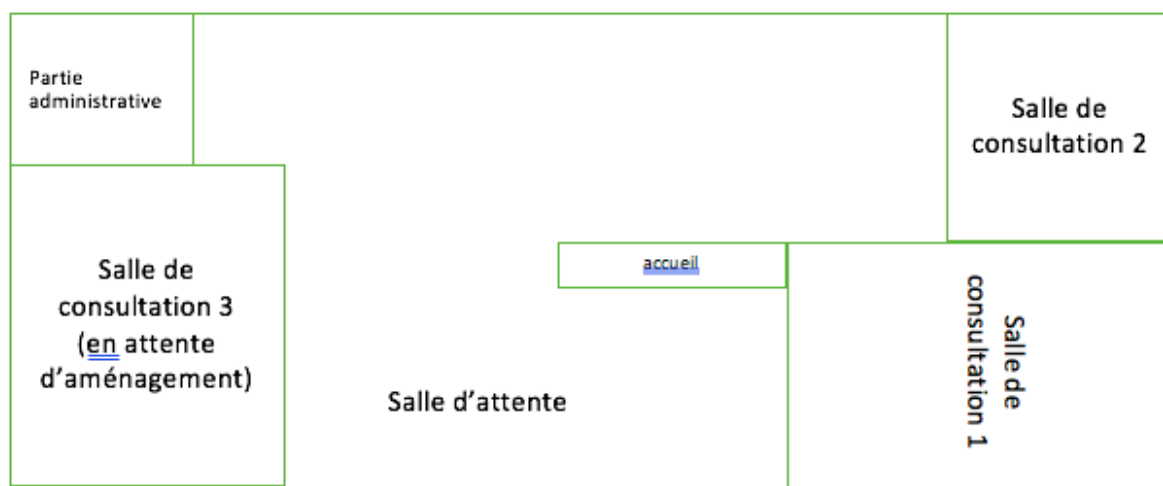 Partie
administrative
Salle de
consultation 2
Salle de
consultation 3
(en attente
d’aménagement)
accueil
Salle d’attente
Salle de
consultation 1